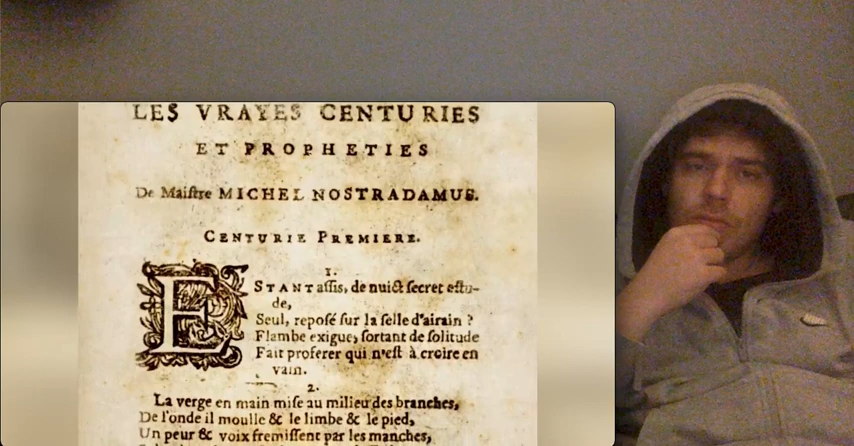 LES VRAYES CENTURIES
ET PROPHETIES
De Maiſtre MICHEL NOSTRADAMUS.
CENTURIE PREMIERE.
1.
ESTANT aſſis, de nuict ſecret eſtu-
de,
Seul, repoſé ſur la ſelle d'airain ?
Flambe exigue, ſortant de ſolitude
Fait proferer qui n'eſt à croire en
vain.
2.
La verge en main miſe au milieu des branches,
De l'onde il moulle & le limbe & le pied,
Un peur & voix fremiſſent par les manches,